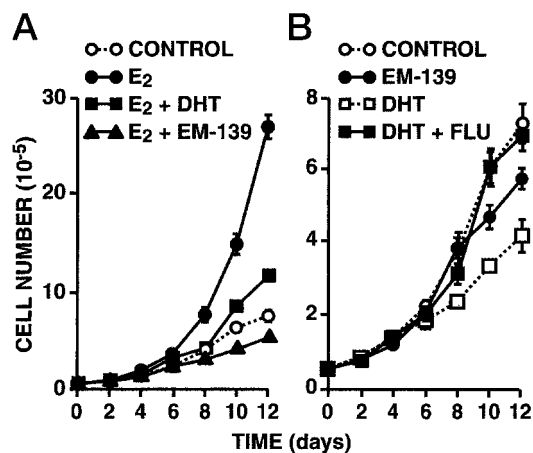 A
CONTROL
E2
E2 + DHT
E2 + EM-139
B
CONTROL
EM-139
DHT
DHT + FLU
CELL NUMBER (10-5)
30
20
10
0
0 2 4 6 8 10 12
8
6
4
2
0
0 2 4 6 8 10 12
TIME (days)